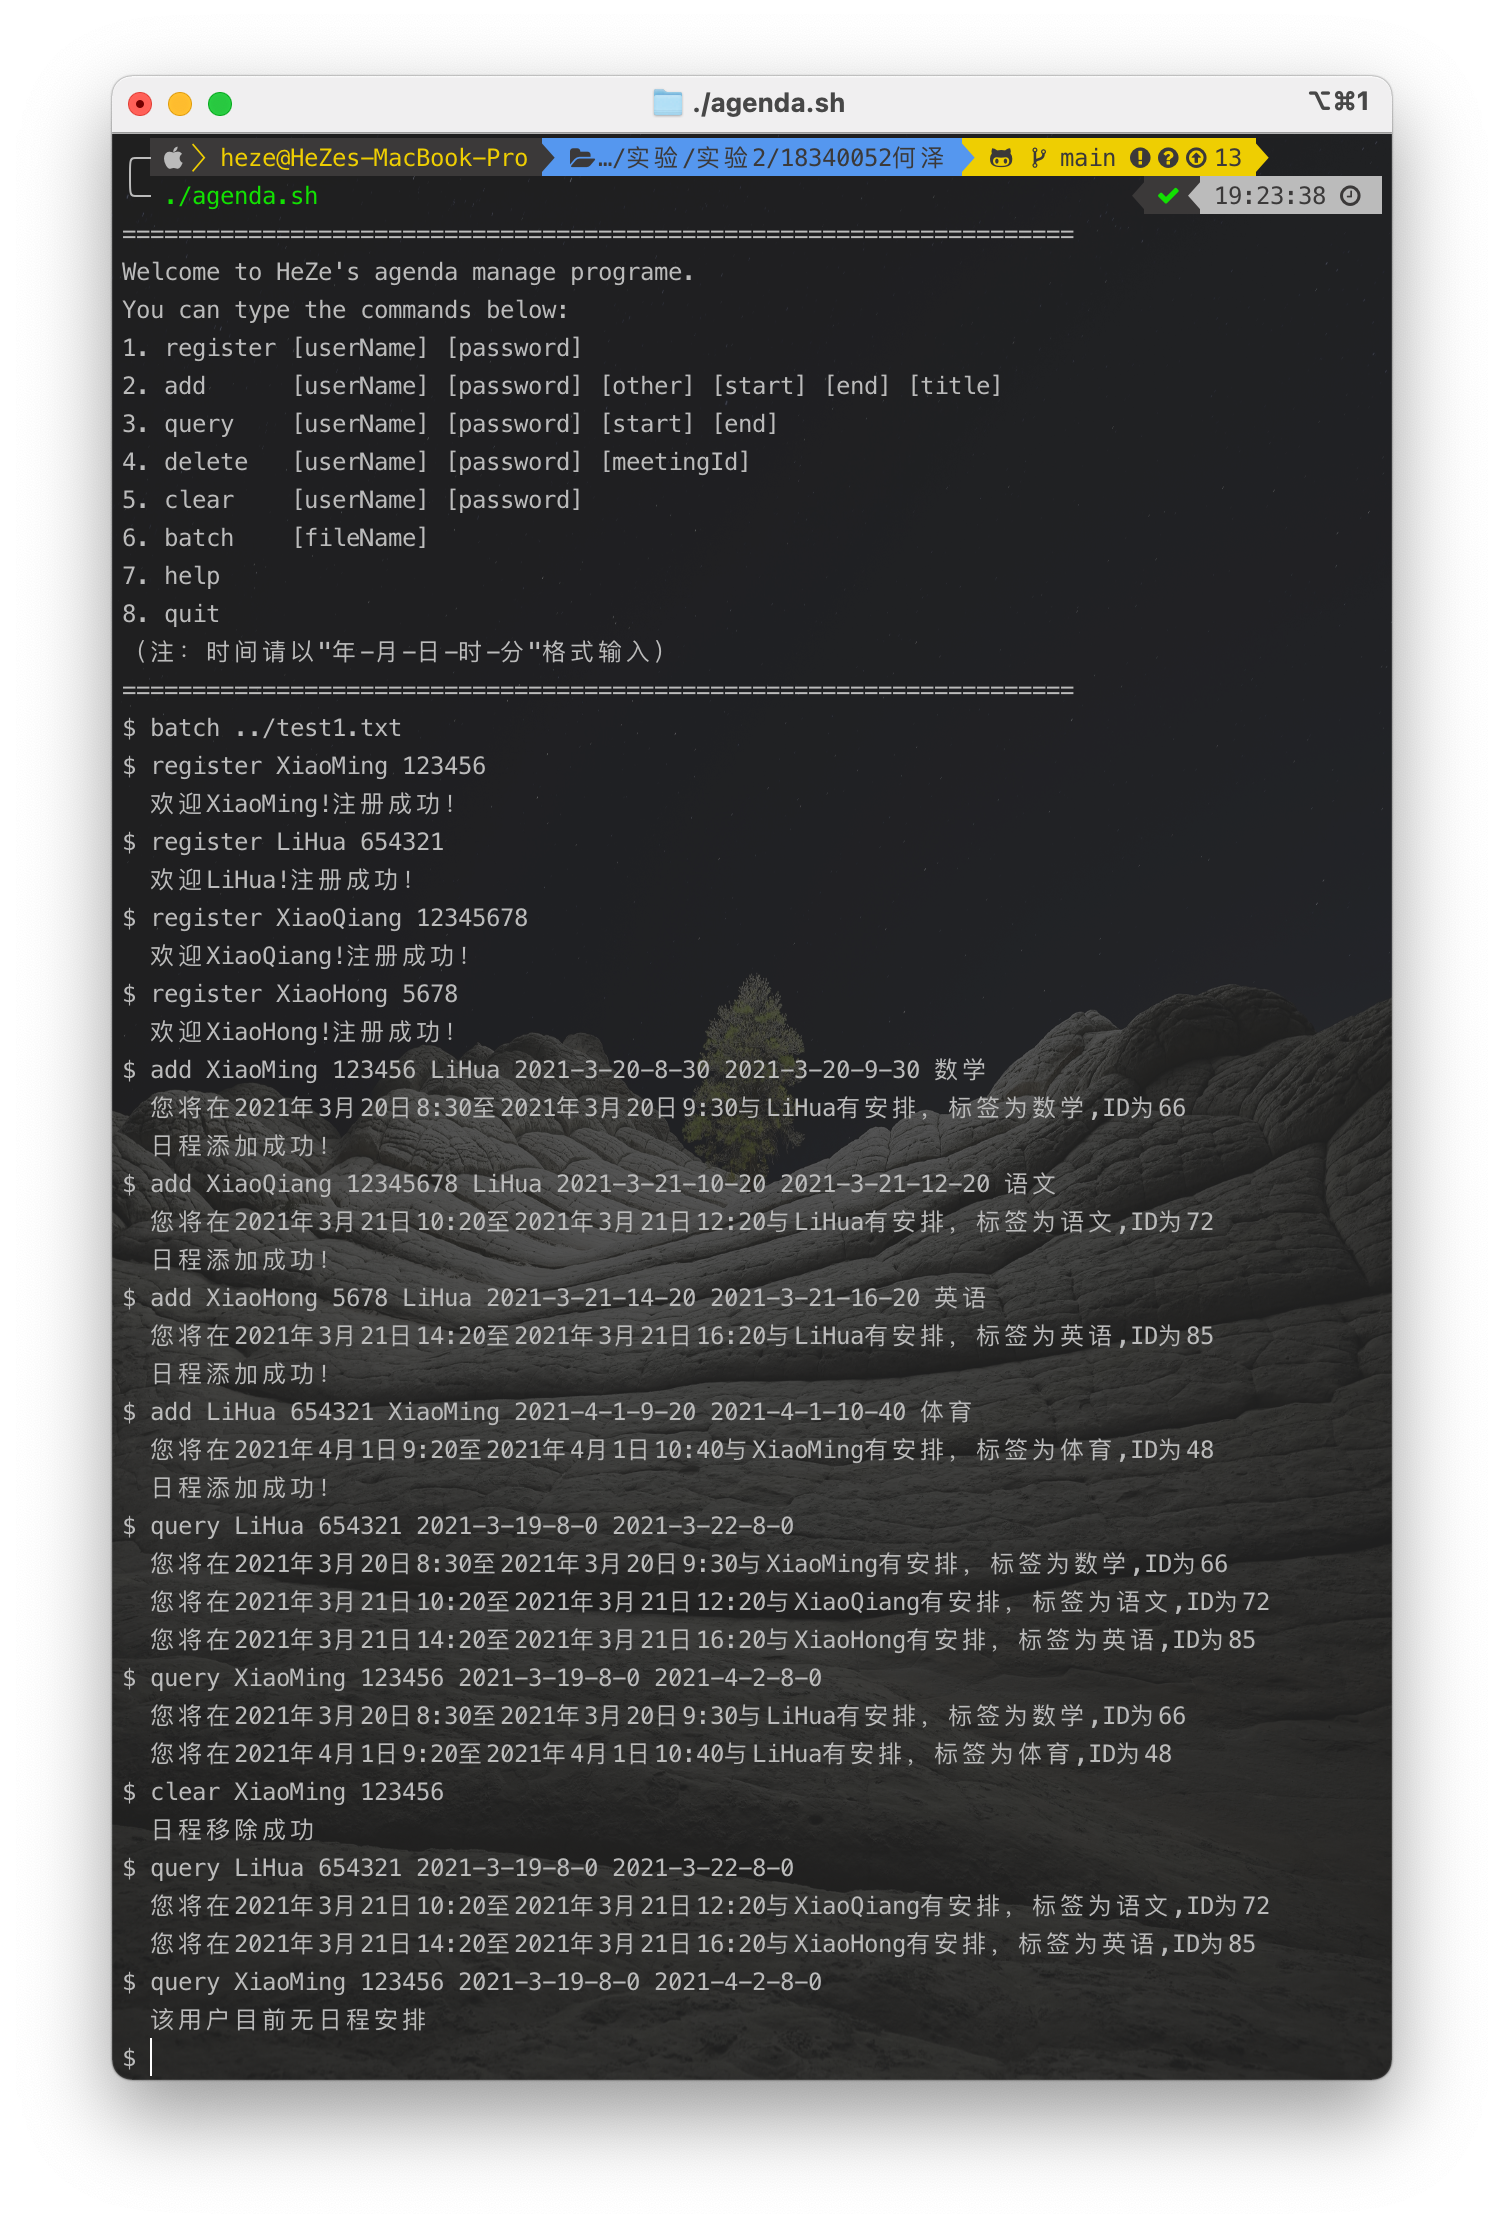 ./agenda.sh
⌥⌘1
heze@HeZes-MacBook-Pro …/实验/实验2/18340052何泽 main 13
./agenda.sh
19:23:38
====================================================================
Welcome to HeZe's agenda manage programe.
You can type the commands below:
1. register [userName] [password]
2. add      [userName] [password] [other] [start] [end] [title]
3. query    [userName] [password] [start] [end]
4. delete   [userName] [password] [meetingId]
5. clear    [userName] [password]
6. batch    [fileName]
7. help
8. quit
（注：时间请以"年-月-日-时-分"格式输入）
====================================================================
$ batch ../test1.txt
$ register XiaoMing 123456
欢迎XiaoMing!注册成功!
$ register LiHua 654321
欢迎LiHua!注册成功!
$ register XiaoQiang 12345678
欢迎XiaoQiang!注册成功!
$ register XiaoHong 5678
欢迎XiaoHong!注册成功!
$ add XiaoMing 123456 LiHua 2021-3-20-8-30 2021-3-20-9-30 数学
您将在2021年3月20日8:30至2021年3月20日9:30与LiHua有安排，标签为数学,ID为66
日程添加成功!
$ add XiaoQiang 12345678 LiHua 2021-3-21-10-20 2021-3-21-12-20 语文
您将在2021年3月21日10:20至2021年3月21日12:20与LiHua有安排，标签为语文,ID为72
日程添加成功!
$ add XiaoHong 5678 LiHua 2021-3-21-14-20 2021-3-21-16-20 英语
您将在2021年3月21日14:20至2021年3月21日16:20与LiHua有安排，标签为英语,ID为85
日程添加成功!
$ add LiHua 654321 XiaoMing 2021-4-1-9-20 2021-4-1-10-40 体育
您将在2021年4月1日9:20至2021年4月1日10:40与XiaoMing有安排，标签为体育,ID为48
日程添加成功!
$ query LiHua 654321 2021-3-19-8-0 2021-3-22-8-0
您将在2021年3月20日8:30至2021年3月20日9:30与XiaoMing有安排，标签为数学,ID为66
您将在2021年3月21日10:20至2021年3月21日12:20与XiaoQiang有安排，标签为语文,ID为72
您将在2021年3月21日14:20至2021年3月21日16:20与XiaoHong有安排，标签为英语,ID为85
$ query XiaoMing 123456 2021-3-19-8-0 2021-4-2-8-0
您将在2021年3月20日8:30至2021年3月20日9:30与LiHua有安排，标签为数学,ID为66
您将在2021年4月1日9:20至2021年4月1日10:40与LiHua有安排，标签为体育,ID为48
$ clear XiaoMing 123456
日程移除成功
$ query LiHua 654321 2021-3-19-8-0 2021-3-22-8-0
您将在2021年3月21日10:20至2021年3月21日12:20与XiaoQiang有安排，标签为语文,ID为72
您将在2021年3月21日14:20至2021年3月21日16:20与XiaoHong有安排，标签为英语,ID为85
$ query XiaoMing 123456 2021-3-19-8-0 2021-4-2-8-0
该用户目前无日程安排
$